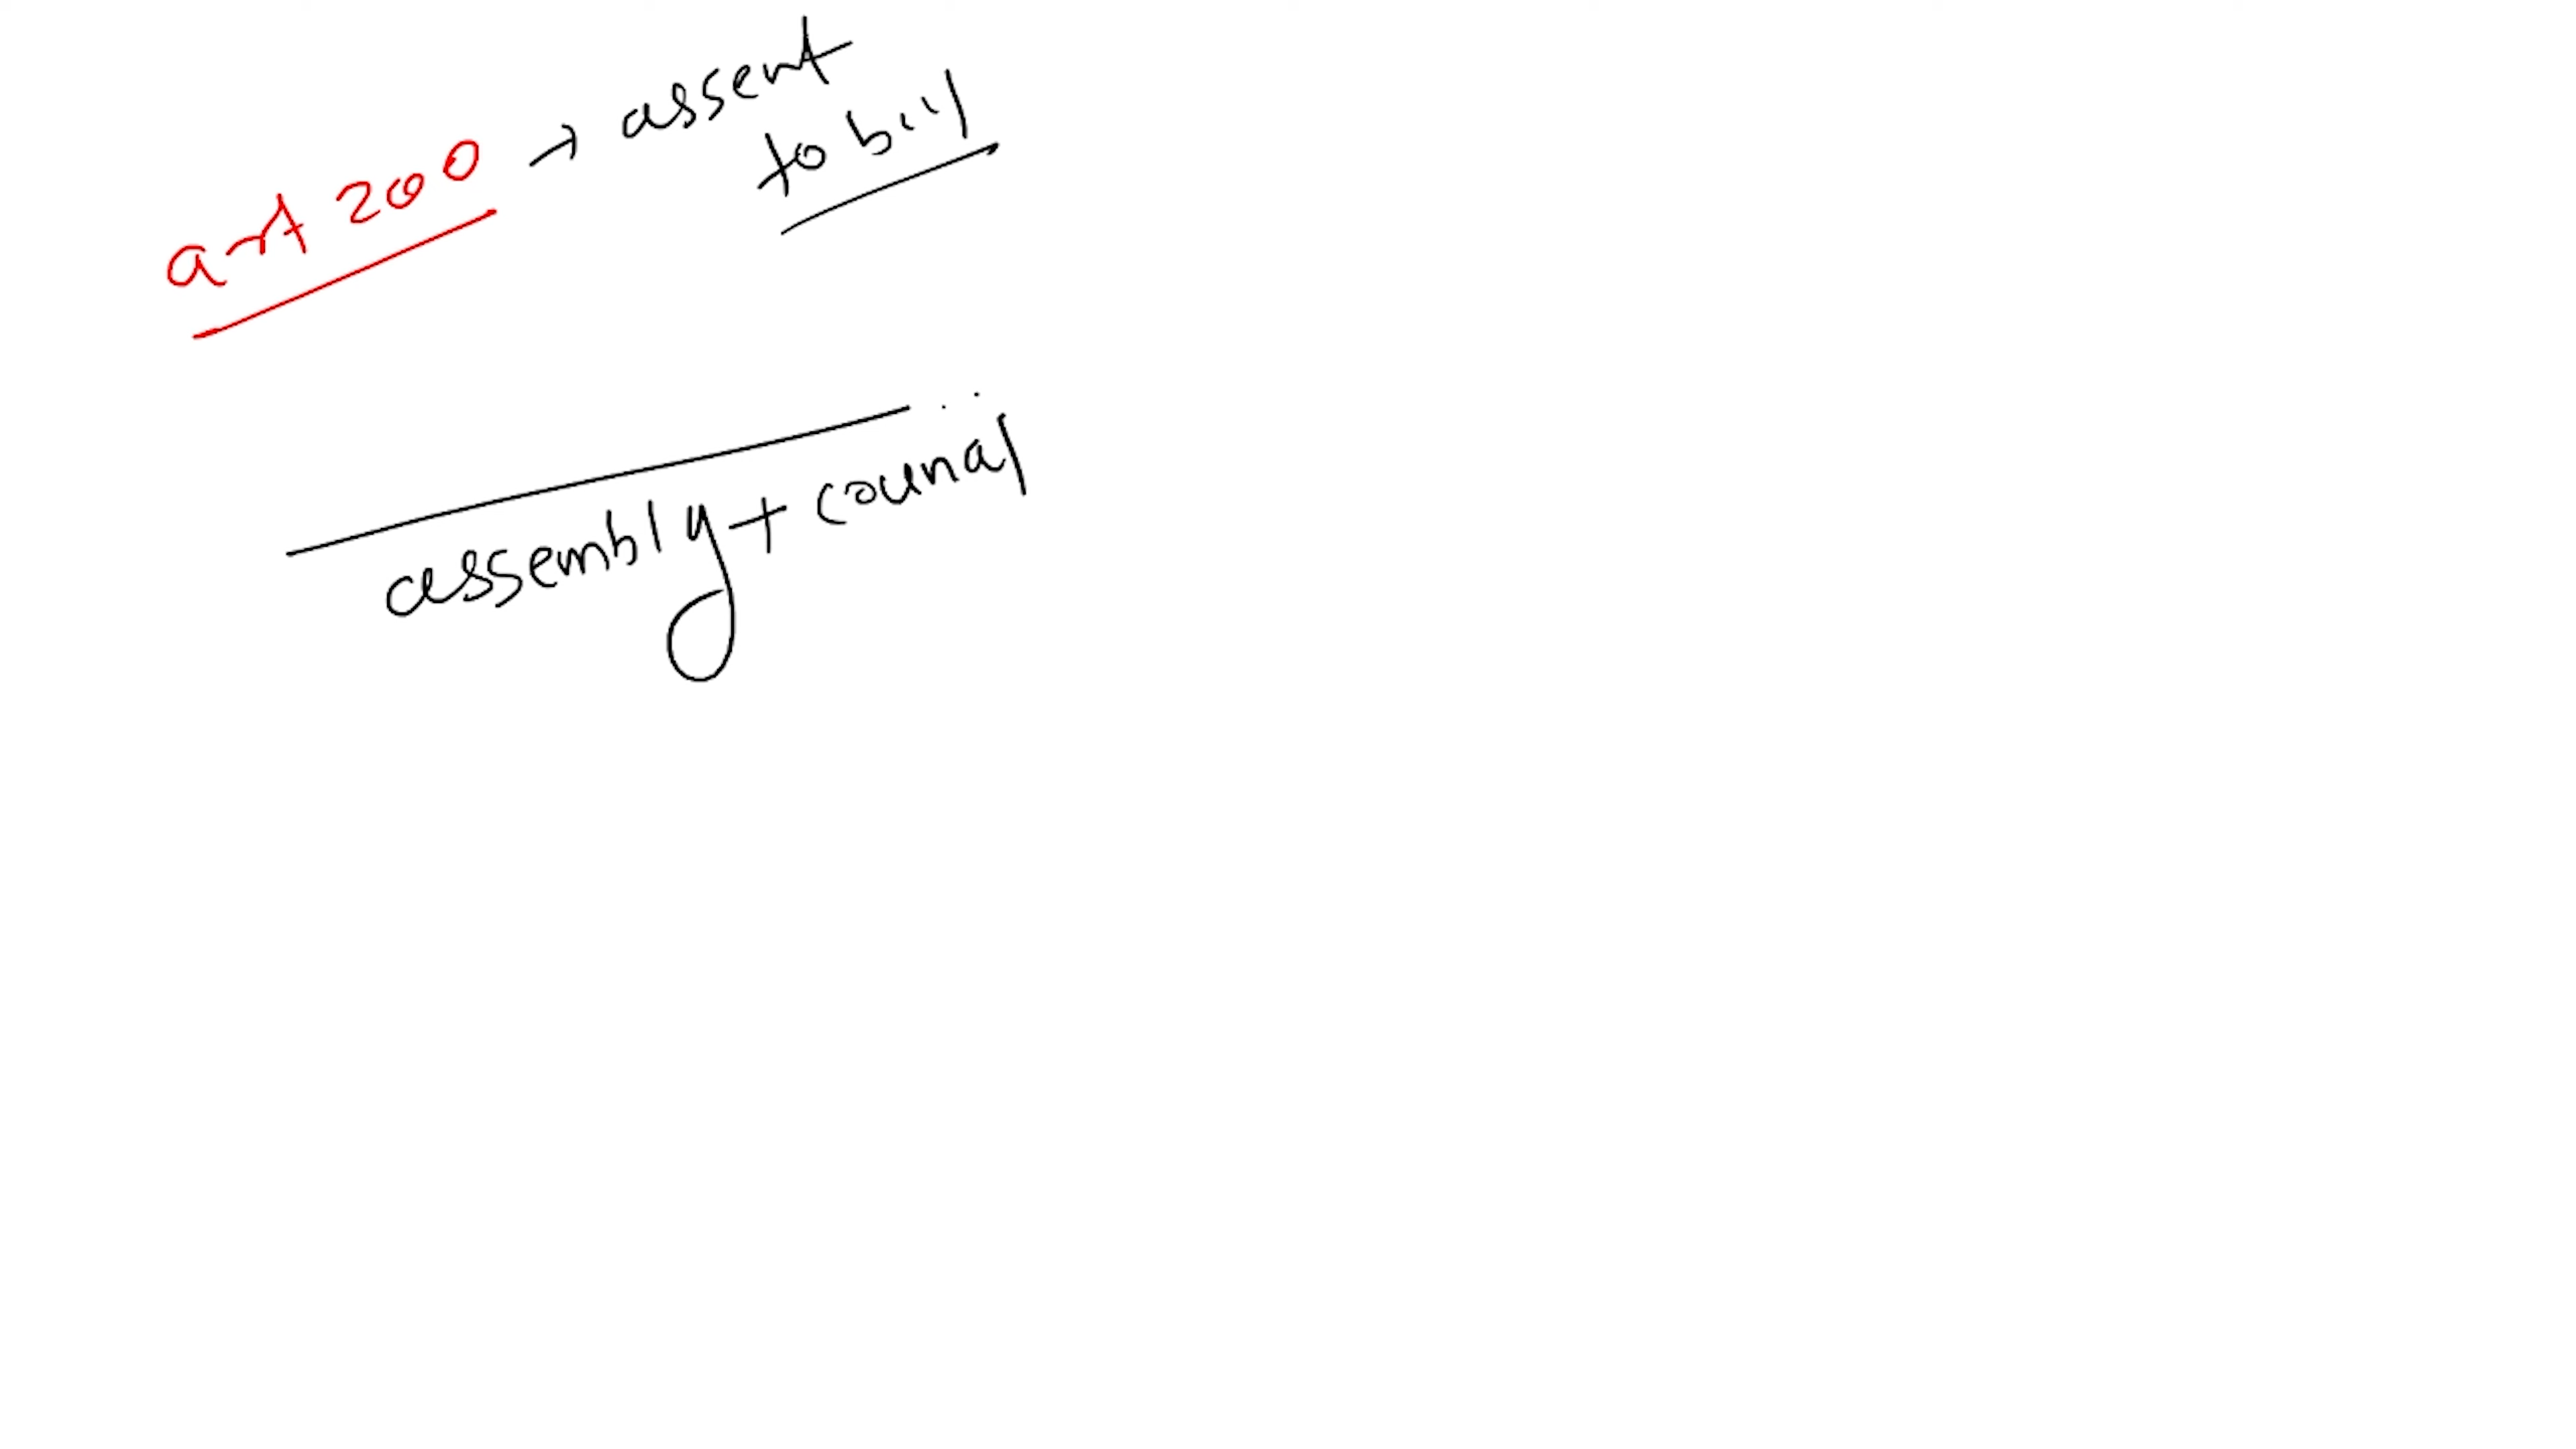 art 200 → assent
to bill
assembly + council